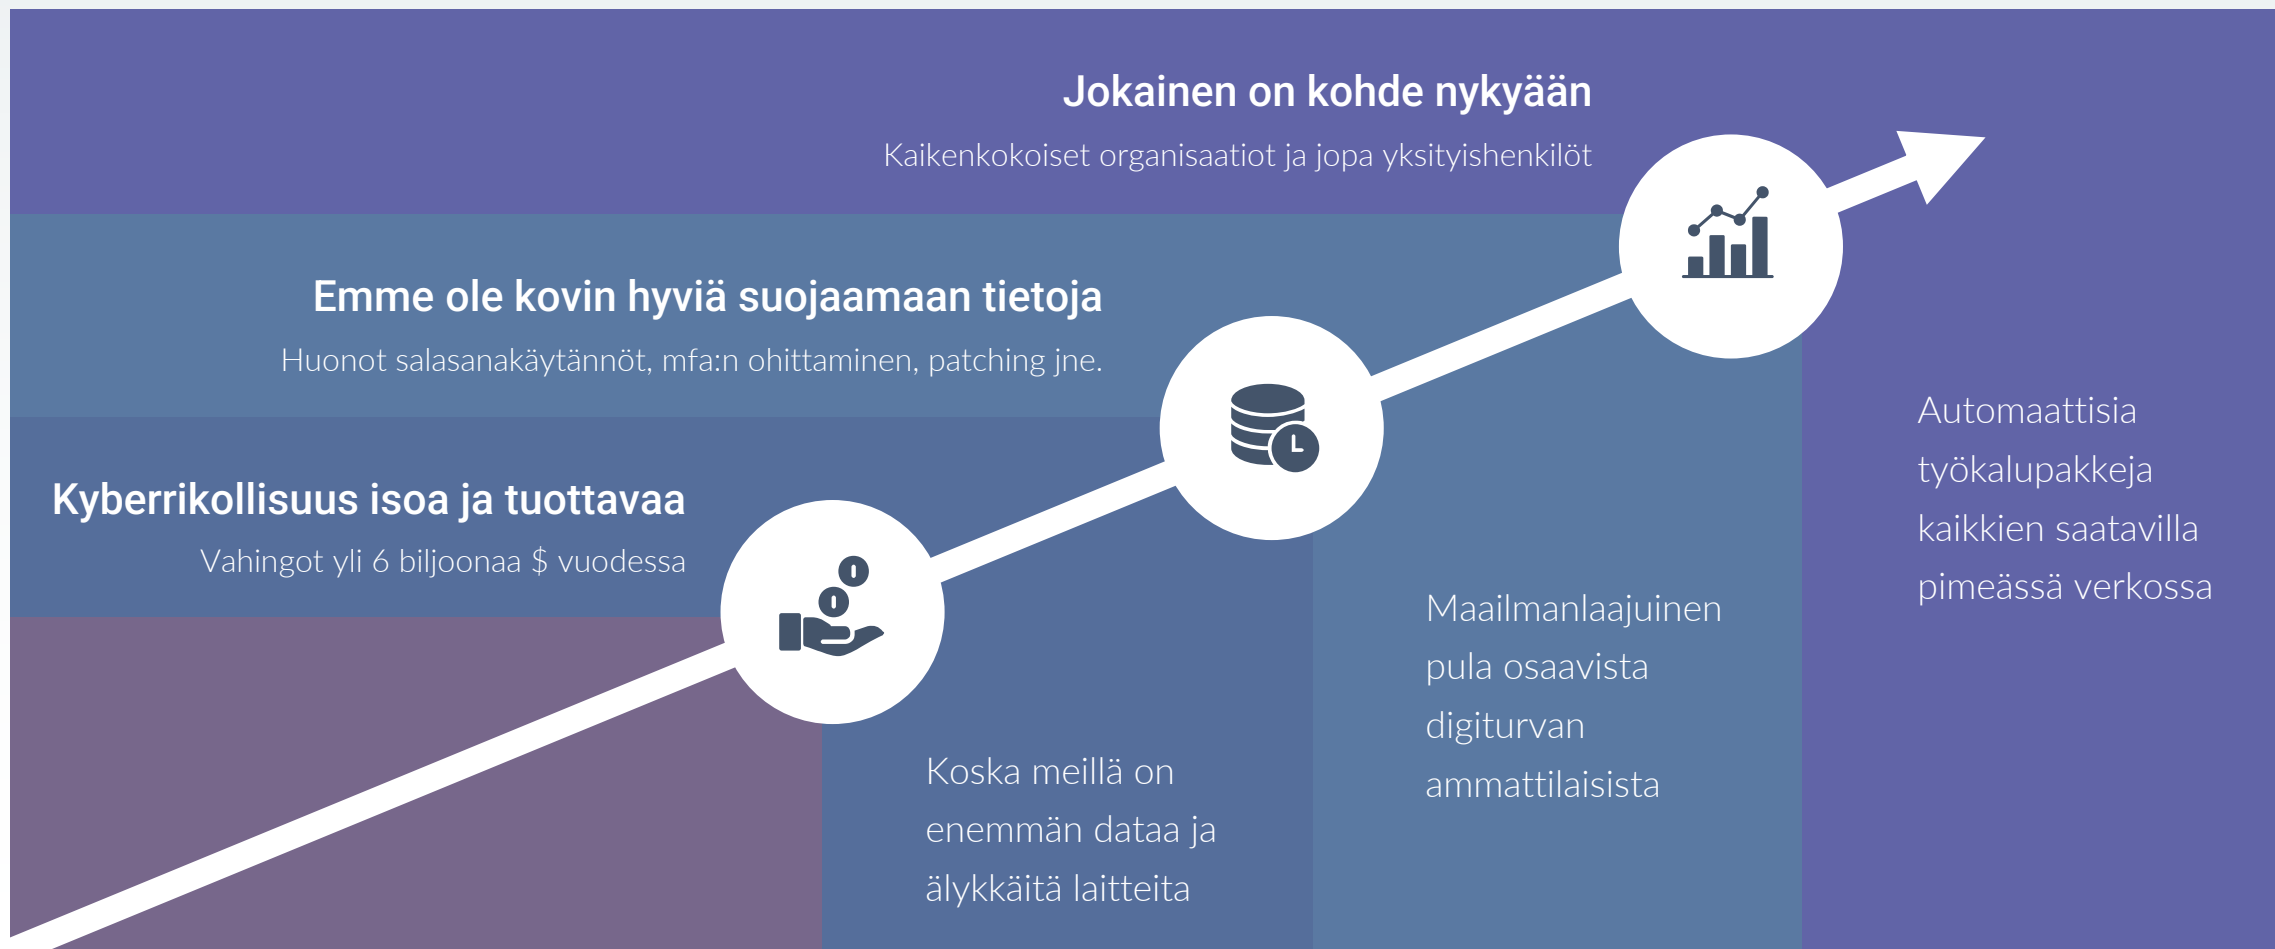 Jokainen on kohde nykyään
Kaikenkokoiset organisaatiot ja jopa yksityishenkilöt
Emme ole kovin hyviä suojaamaan tietoja
Huonot salasanakäytännöt, mfa:n ohittaminen, patching jne.
Kyberrikollisuus isoa ja tuottavaa
Vahingot yli 6 biljoonaa $ vuodessa
Koska meillä on
enemmän dataa ja
älykkäitä laitteita
Maailmanlaajuinen
pula osaavista
digiturvan
ammattilaisista
Automaattisia
työkalupakkeja
kaikkien saatavilla
pimeässä verkossa